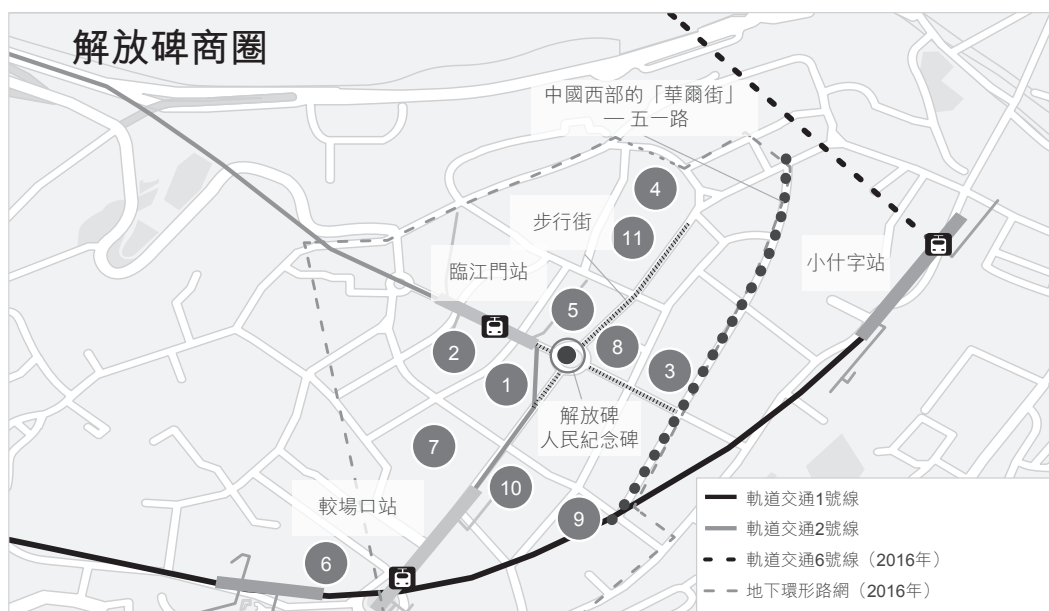 解放碑商圈
中國西部的「華爾街」
— 五一路
4
步行街
11
小什字站
臨江門站
5
8
2
3
1
解放碑
人民紀念碑
7
10
較場口站
9
6
軌道交通1號線
軌道交通2號線
軌道交通6號線（2016年）
地下環形路網（2016年）